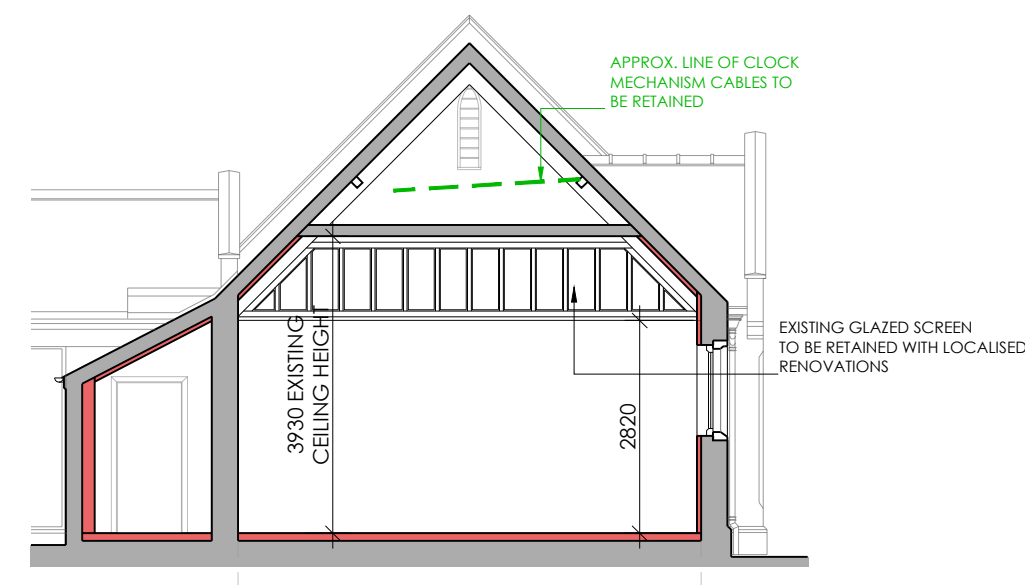 APPROX. LINE OF CLOCK
MECHANISM CABLES TO
BE RETAINED
EXISTING GLAZED SCREEN
TO BE RETAINED WITH LOCALISED
RENOVATIONS
3930 EXISTING
CEILING HEIGHT
2820